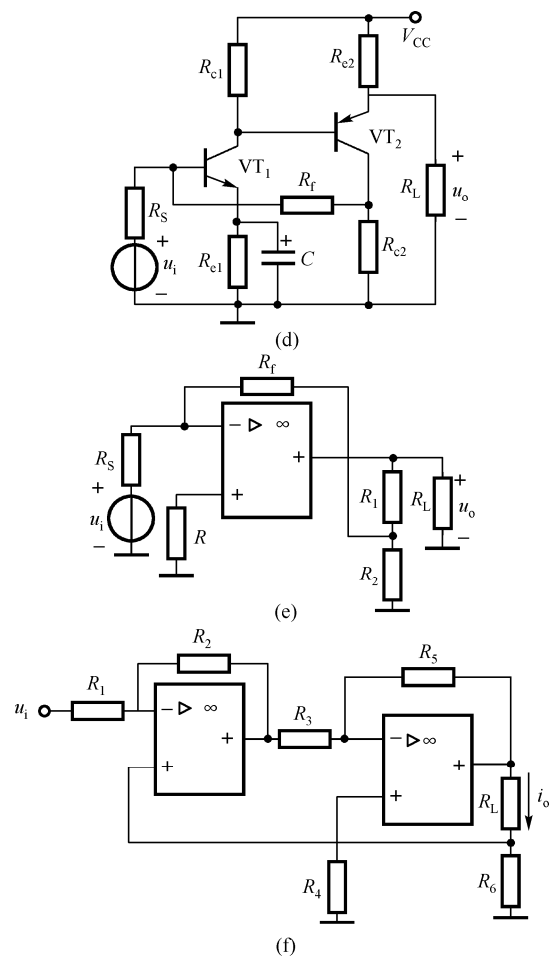 V_CC
R_c1
R_e2
VT_1
VT_2
R_f
R_S
+
u_i
−
R_e1
+
C
R_c2
R_L
+
u_o
−
(d)
R_f
− ▷ ∞
+
+
R_S
+
u_i
−
R
R_1
R_2
R_L
+
u_o
−
(e)
R_2
R_5
u_i
R_1
− ▷ ∞
+
+
R_3
− ▷ ∞
+
+
R_L
i_o
R_4
R_6
(f)